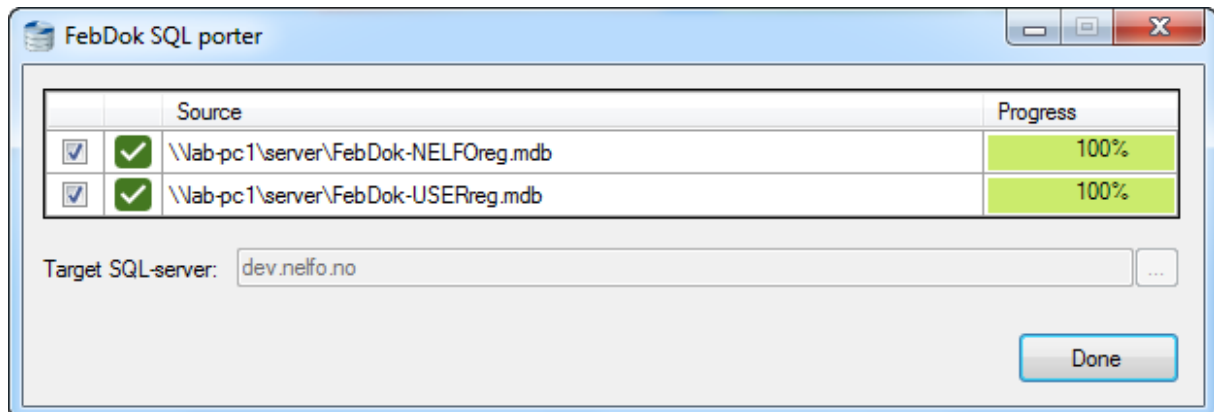 FebDok SQL porter
Source Progress
\\lab-pc1\server\FebDok-NELFOreg.mdb 100%
\\lab-pc1\server\FebDok-USERreg.mdb 100%
Target SQL-server: dev.nelfo.no ...
Done